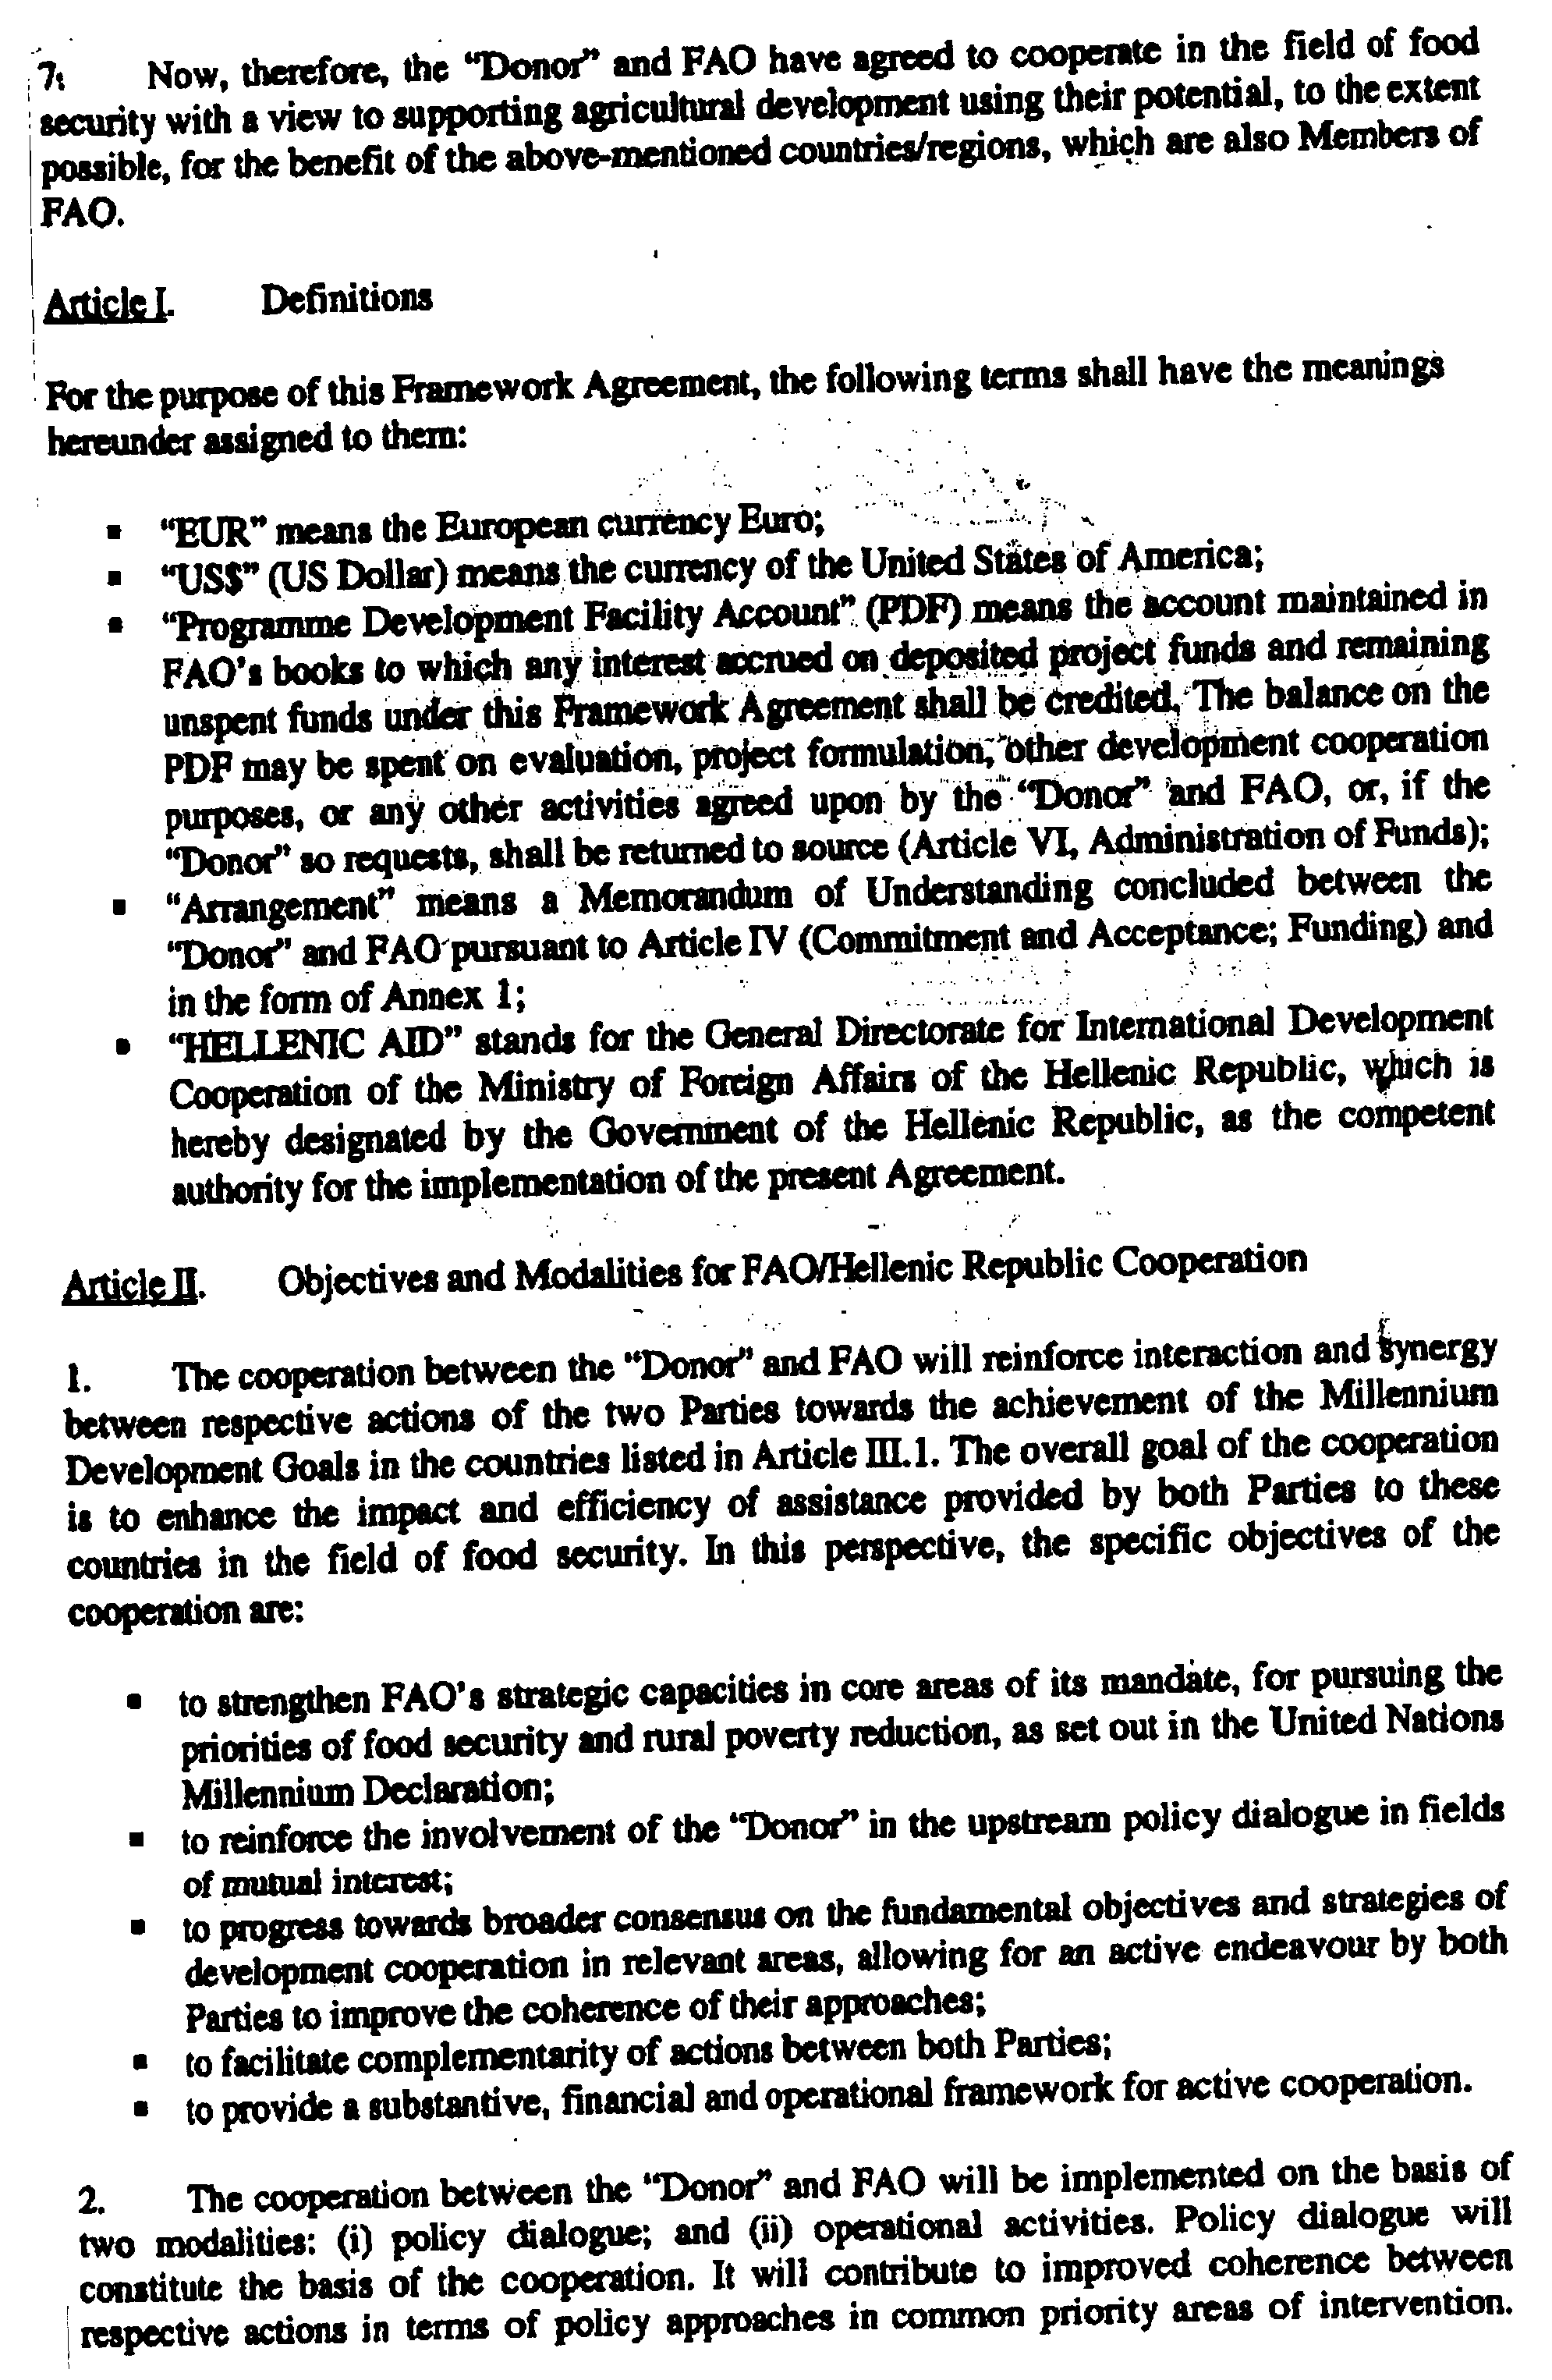 7. Now, therefore, the “Donor” and FAO have agreed to cooperate in the field of food
security with a view to supporting agricultural development using their potential, to the extent
possible, for the benefit of the above-mentioned countries/regions, which are also Members of
FAO.
Article I. Definitions
For the purpose of this Framework Agreement, the following terms shall have the meanings
hereunder assigned to them:
▪ “EUR” means the European currency Euro;
▪ “US$” (US Dollar) means the currency of the United States of America;
▪ “Programme Development Facility Account” (PDF) means the account maintained in
FAO’s books to which any interest accrued on deposited project funds and remaining
unspent funds under this Framework Agreement shall be credited. The balance on the
PDF may be spent on evaluation, project formulation, other development cooperation
purposes, or any other activities agreed upon by the “Donor” and FAO, or, if the
“Donor” so requests, shall be returned to source (Article VI, Administration of Funds);
▪ “Arrangement” means a Memorandum of Understanding concluded between the
“Donor” and FAO pursuant to Article IV (Commitment and Acceptance; Funding) and
in the form of Annex 1;
▪ “HELLENIC AID” stands for the General Directorate for International Development
Cooperation of the Ministry of Foreign Affairs of the Hellenic Republic, which is
hereby designated by the Government of the Hellenic Republic, as the competent
authority for the implementation of the present Agreement.
Article II. Objectives and Modalities for FAO/Hellenic Republic Cooperation
1. The cooperation between the “Donor” and FAO will reinforce interaction and synergy
between respective actions of the two Parties towards the achievement of the Millennium
Development Goals in the countries listed in Article III.1. The overall goal of the cooperation
is to enhance the impact and efficiency of assistance provided by both Parties to these
countries in the field of food security. In this perspective, the specific objectives of the
cooperation are:
▪ to strengthen FAO’s strategic capacities in core areas of its mandate, for pursuing the
priorities of food security and rural poverty reduction, as set out in the United Nations
Millennium Declaration;
▪ to reinforce the involvement of the “Donor” in the upstream policy dialogue in fields
of mutual interest;
▪ to progress towards broader consensus on the fundamental objectives and strategies of
development cooperation in relevant areas, allowing for an active endeavour by both
Parties to improve the coherence of their approaches;
▪ to facilitate complementarity of actions between both Parties;
▪ to provide a substantive, financial and operational framework for active cooperation.
2. The cooperation between the “Donor” and FAO will be implemented on the basis of
two modalities: (i) policy dialogue; and (ii) operational activities. Policy dialogue will
constitute the basis of the cooperation. It will contribute to improved coherence between
respective actions in terms of policy approaches in common priority areas of intervention.